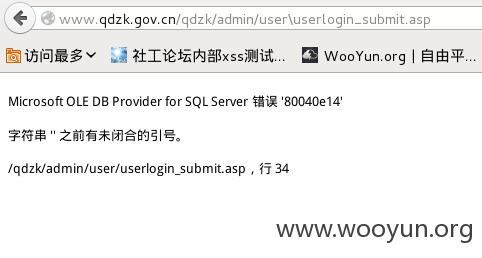 www.qdzk.gov.cn/qdzk/admin/user\userlogin_submit.asp
访问最多 社工论坛内部xss测试... WooYun.org | 自由平...
Microsoft OLE DB Provider for SQL Server 错误 '80040e14'
字符串 '' 之前有未闭合的引号。
/qdzk/admin/user/userlogin_submit.asp，行 34
www.wooyun.org